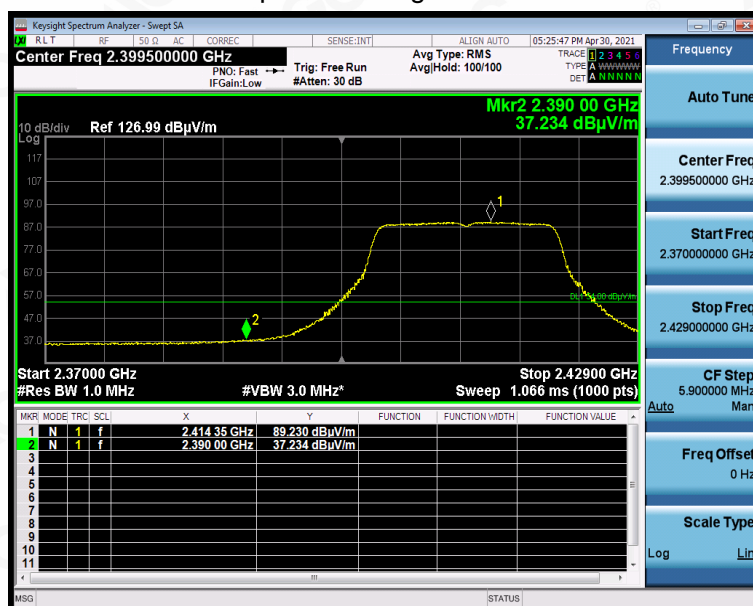 Keysight Spectrum Analyzer - Swept SA
LXI RLT RF 50 Ω AC CORREC SENSE:INT ALIGN AUTO 05:25:47 PM Apr 30, 2021
Center Freq 2.399500000 GHz
PNO: Fast
IFGain:Low
Trig: Free Run
#Atten: 30 dB
Avg Type: RMS
Avg|Hold: 100/100
TRACE 1 2 3 4 5 6
TYPE A WWWWW
DET A N N N N N
Mkr2 2.390 00 GHz
37.234 dBµV/m
10 dB/div Ref 126.99 dBµV/m
Log
117
107
97.0
87.0
77.0
67.0
57.0
47.0
37.0
1
2
Start 2.37000 GHz
Stop 2.42900 GHz
#Res BW 1.0 MHz
#VBW 3.0 MHz*
Sweep 1.066 ms (1000 pts)
MKR MODE TRC SCL X Y FUNCTION FUNCTION WIDTH FUNCTION VALUE
1 N 1 f 2.414 35 GHz 89.230 dBµV/m
2 N 1 f 2.390 00 GHz 37.234 dBµV/m
3
4
5
6
7
8
9
10
11
MSG STATUS
Frequency
Auto Tune
Center Freq
2.399500000 GHz
Start Freq
2.370000000 GHz
Stop Freq
2.429000000 GHz
CF Step
5.900000 MHz
Auto Man
Freq Offset
0 Hz
Scale Type
Log Lin